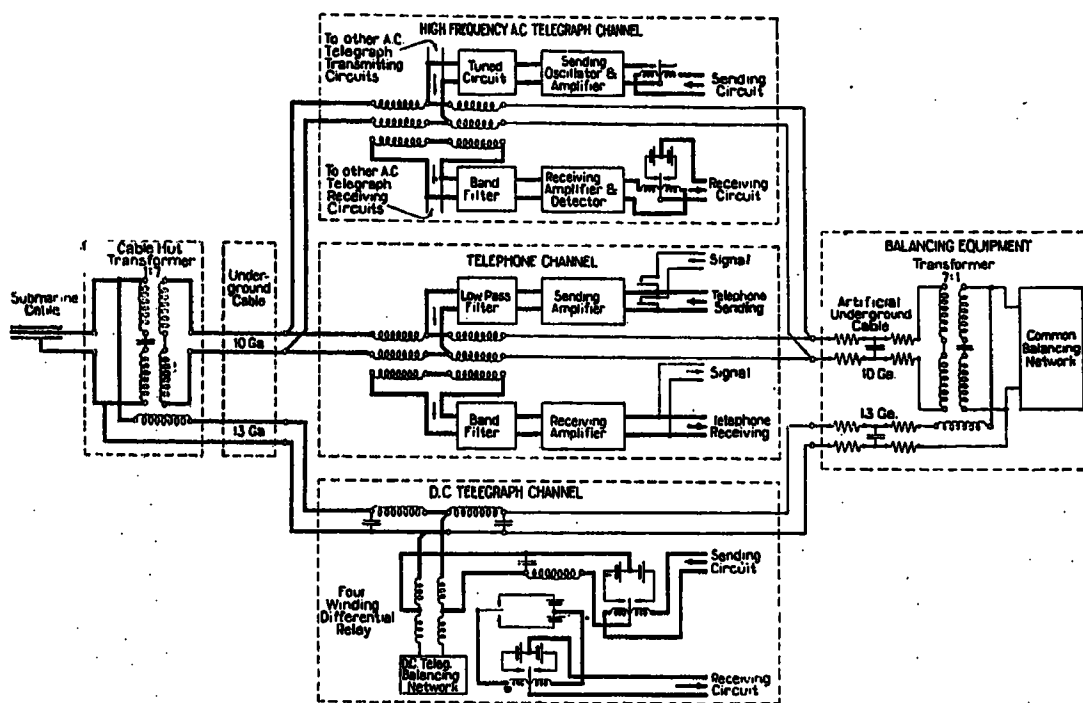 HIGH FREQUENCY A.C. TELEGRAPH CHANNEL
To other A.C.
Telegraph
Transmitting
Circuits
Tuned
Circuit
Sending
Oscillator &
Amplifier
Sending
Circuit
To other A.C.
Telegraph
Receiving
Circuits
Band
Filter
Receiving
Amplifier &
Detector
Receiving
Circuit
Cable Hut
Transformer
1:7
Submarine
Cable
Under-
ground
Cable
10 Ga
13 Ga
TELEPHONE CHANNEL
Low Pass
Filter
Sending
Amplifier
Signal
Telephone
Sending
Signal
Band
Filter
Receiving
Amplifier
Telephone
Receiving
BALANCING EQUIPMENT
Transformer
7:1
Artificial
Underground
Cable
10 Ga.
13 Ga.
Common
Balancing
Network
D.C. TELEGRAPH CHANNEL
Four
Winding
Differential
Relay
D.C. Teleg.
Balancing
Network
Sending
Circuit
Receiving
Circuit